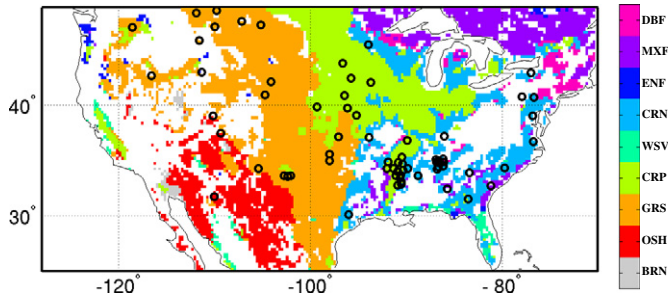 DBF
MXF
40°
ENF
CRN
WSV
CRP
30°
GRS
OSH
BRN
-120°
-100°
-80°